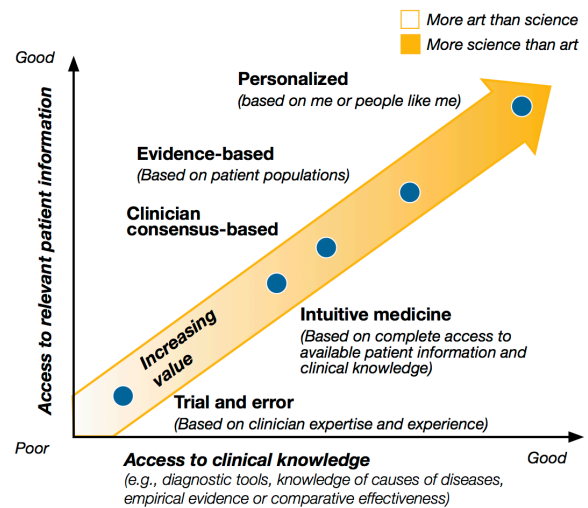 More art than science
More science than art
Good
Personalized
(based on me or people like me)
Evidence-based
(Based on patient populations)
Clinician
consensus-based
Access to relevant patient information
Increasing
value
Intuitive medicine
(Based on complete access to
available patient information and
clinical knowledge)
Trial and error
(Based on clinician expertise and experience)
Poor
Access to clinical knowledge
Good
(e.g., diagnostic tools, knowledge of causes of diseases,
empirical evidence or comparative effectiveness)